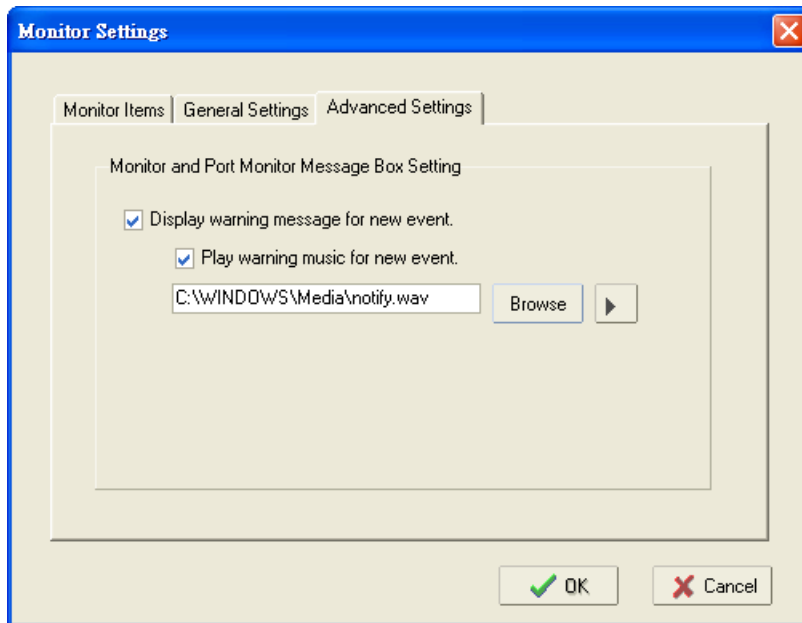 Monitor Settings
Monitor Items
General Settings
Advanced Settings
Monitor and Port Monitor Message Box Setting
Display warning message for new event.
Play warning music for new event.
C:\WINDOWS\Media\notify.wav
Browse
OK
Cancel